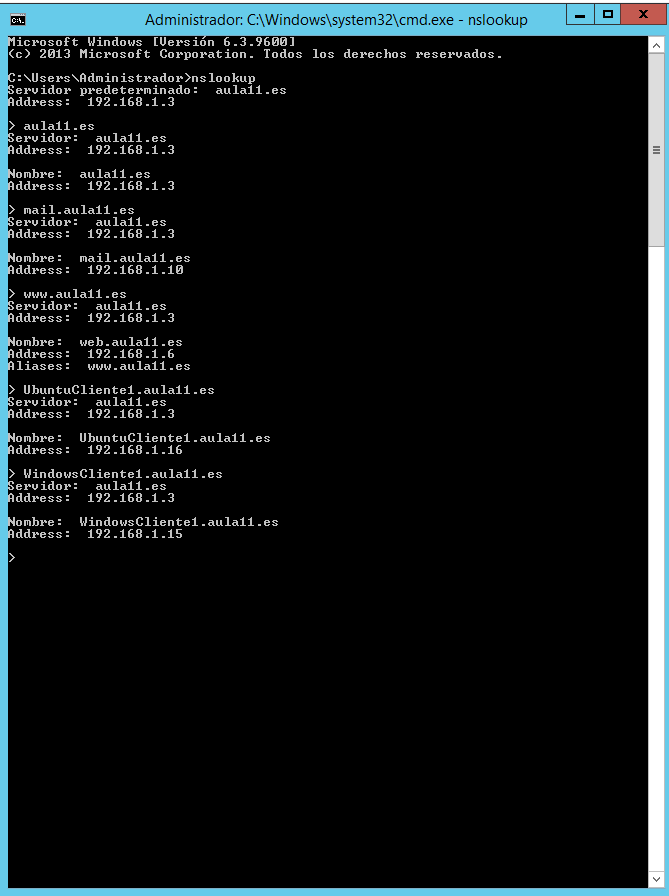 Administrador: C:\Windows\system32\cmd.exe - nslookup
Microsoft Windows [Versión 6.3.9600]
(c) 2013 Microsoft Corporation. Todos los derechos reservados.
C:\Users\Administrador>nslookup
Servidor predeterminado:  aula11.es
Address:  192.168.1.3
> aula11.es
Servidor:  aula11.es
Address:  192.168.1.3
Nombre:  aula11.es
Address:  192.168.1.3
> mail.aula11.es
Servidor:  aula11.es
Address:  192.168.1.3
Nombre:  mail.aula11.es
Address:  192.168.1.10
> www.aula11.es
Servidor:  aula11.es
Address:  192.168.1.3
Nombre:  web.aula11.es
Address:  192.168.1.6
Aliases:  www.aula11.es
> UbuntuCliente1.aula11.es
Servidor:  aula11.es
Address:  192.168.1.3
Nombre:  UbuntuCliente1.aula11.es
Address:  192.168.1.16
> WindowsCliente1.aula11.es
Servidor:  aula11.es
Address:  192.168.1.3
Nombre:  WindowsCliente1.aula11.es
Address:  192.168.1.15
>